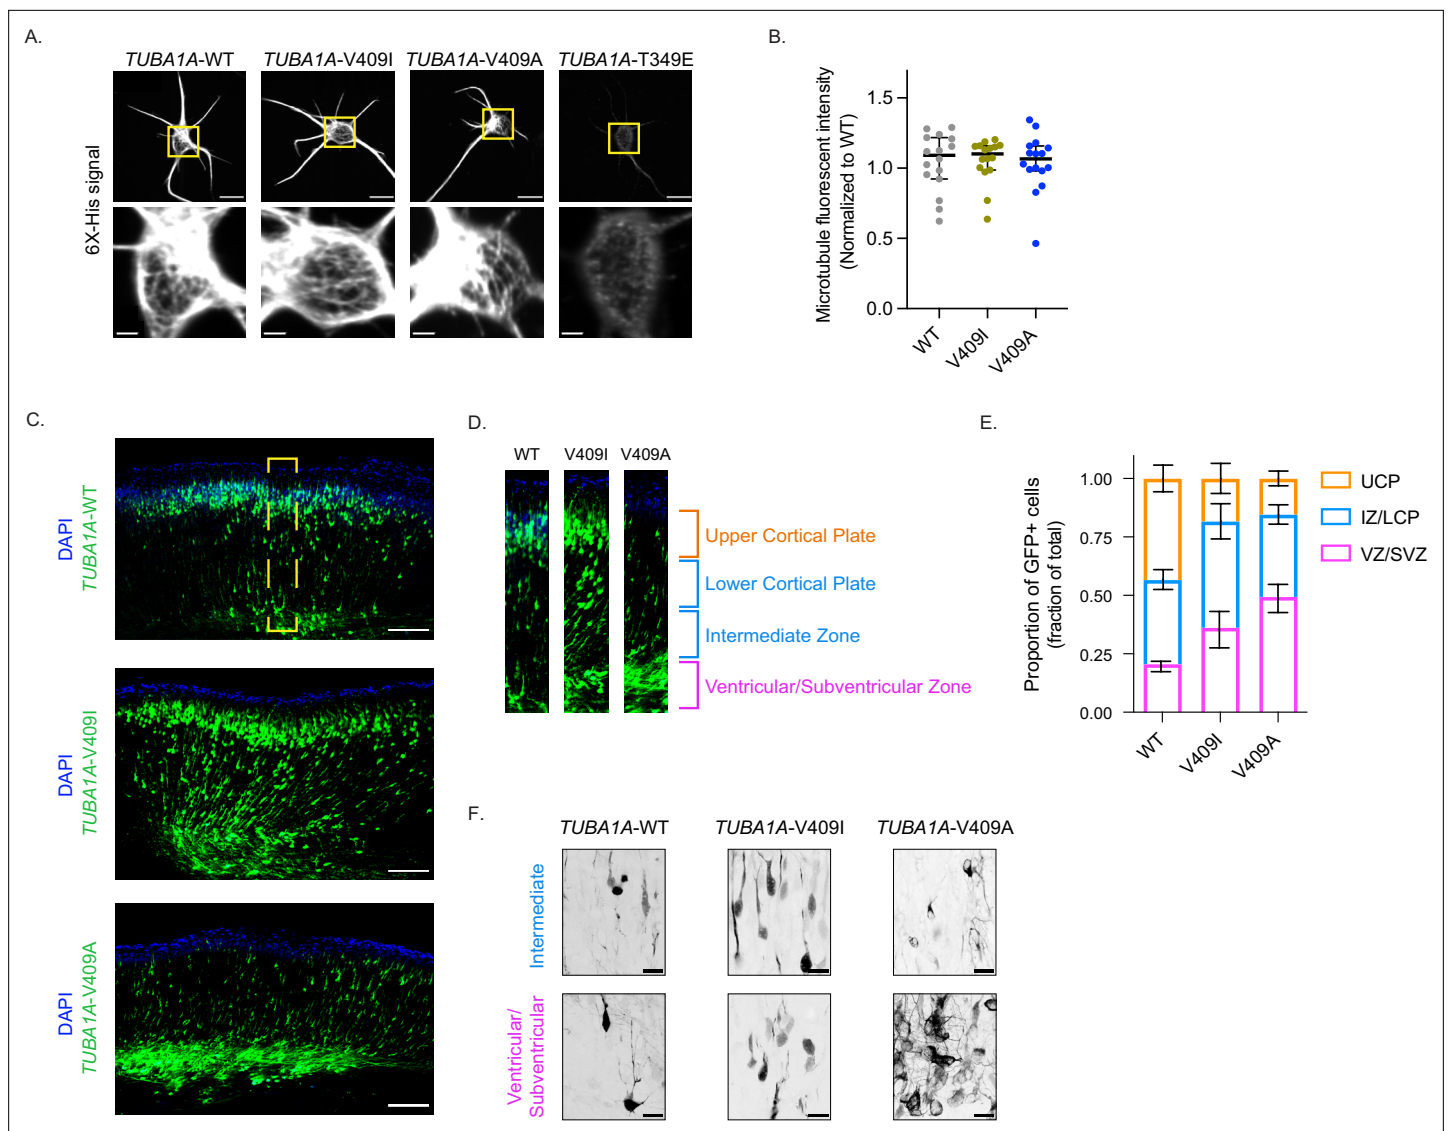 A.
TUBA1A-WT
TUBA1A-V409I
TUBA1A-V409A
TUBA1A-T349E
6X-His signal
B.
Microtubule fluorescent intensity
(Normalized to WT)
1.5
1.0
0.5
0.0
WT
V409I
V409A
C.
DAPI
TUBA1A-WT
DAPI
TUBA1A-V409I
DAPI
TUBA1A-V409A
D.
WT
V409I
V409A
Upper Cortical Plate
Lower Cortical Plate
Intermediate Zone
Ventricular/Subventricular Zone
E.
Proportion of GFP+ cells
(fraction of total)
1.00
0.75
0.50
0.25
0.00
WT
V409I
V409A
UCP
IZ/LCP
VZ/SVZ
F.
TUBA1A-WT
TUBA1A-V409I
TUBA1A-V409A
Intermediate
Ventricular/
Subventricular